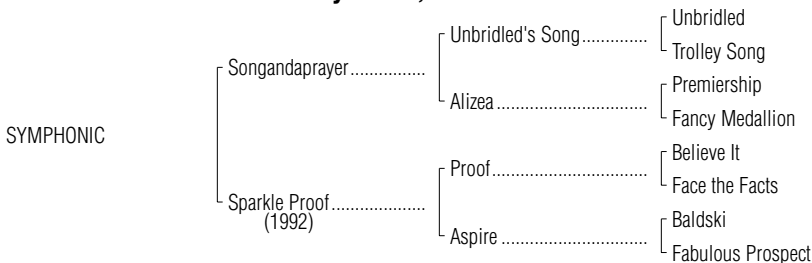 Unbridled
Unbridled's Song..............
Trolley Song
Songandaprayer................
Premiership
Alizea................................
Fancy Medallion
SYMPHONIC
Believe It
Proof.................................
Face the Facts
Sparkle Proof....................
(1992)
Baldski
Aspire...............................
Fabulous Prospect